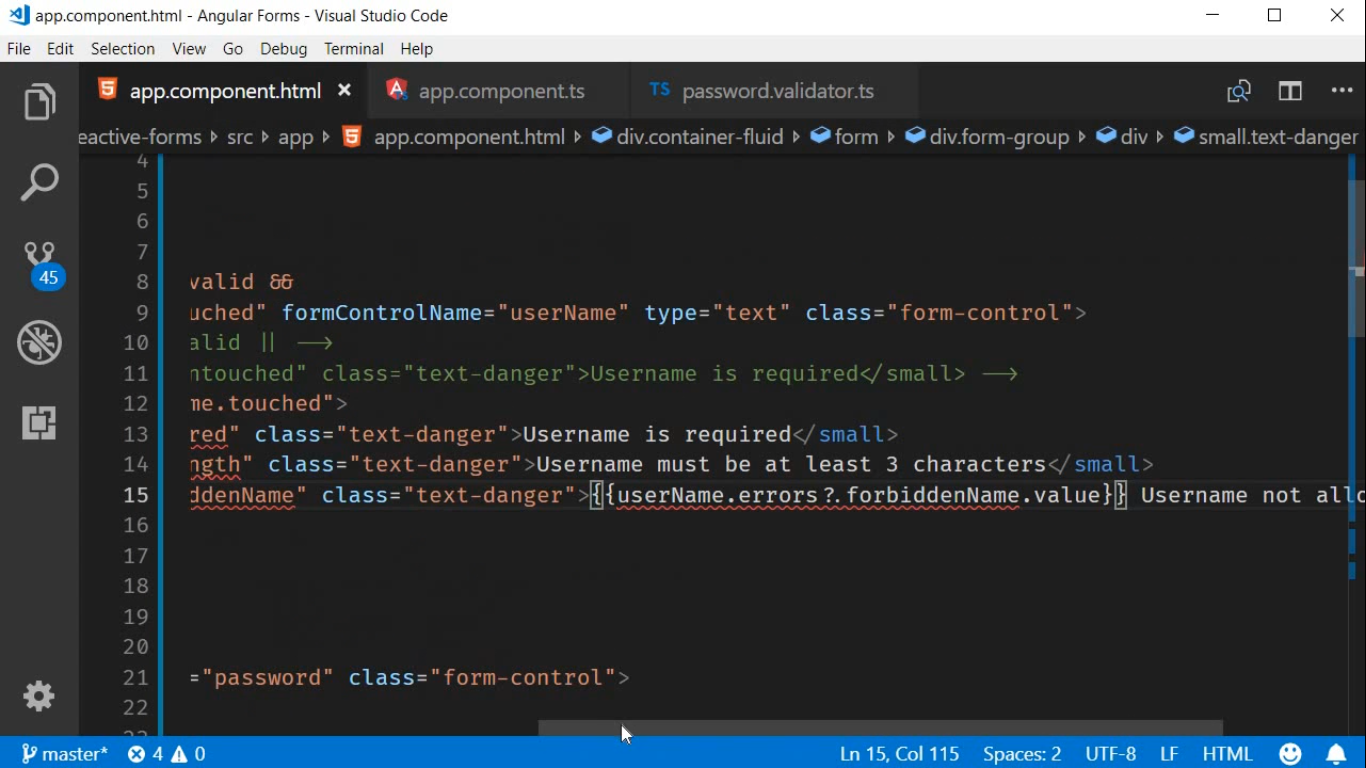 app.component.html - Angular Forms - Visual Studio Code
File Edit Selection View Go Debug Terminal Help
app.component.html app.component.ts TS password.validator.ts
eactive-forms src app app.component.html div.container-fluid form div.form-group div small.text-danger
4
5
6
7
8 valid &&
9 uched" formControlName="userName" type="text" class="form-control">
10 alid || -->
11 ntouched" class="text-danger">Username is required</small> -->
12 me.touched">
13 red" class="text-danger">Username is required</small>
14 ngth" class="text-danger">Username must be at least 3 characters</small>
15 ddenName" class="text-danger">{{userName.errors?.forbiddenName.value}} Username not allo
16
17
18
19
20
21 ="password" class="form-control">
22
45
master* 4 0 Ln 15, Col 115 Spaces: 2 UTF-8 LF HTML